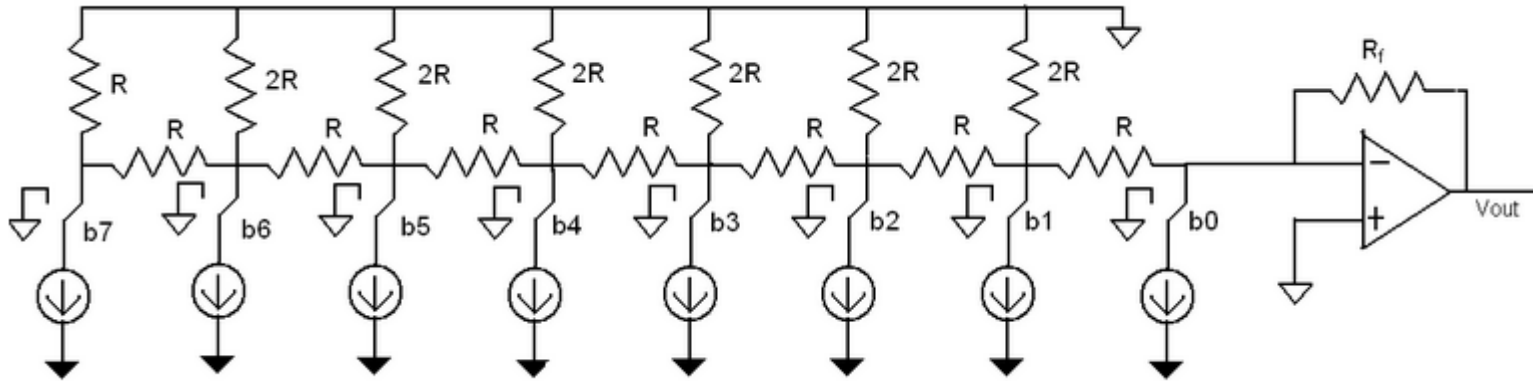 R 2R 2R 2R 2R 2R 2R
R R R R R R R
b7 b6 b5 b4 b3 b2 b1 b0
Rf
−
+
Vout